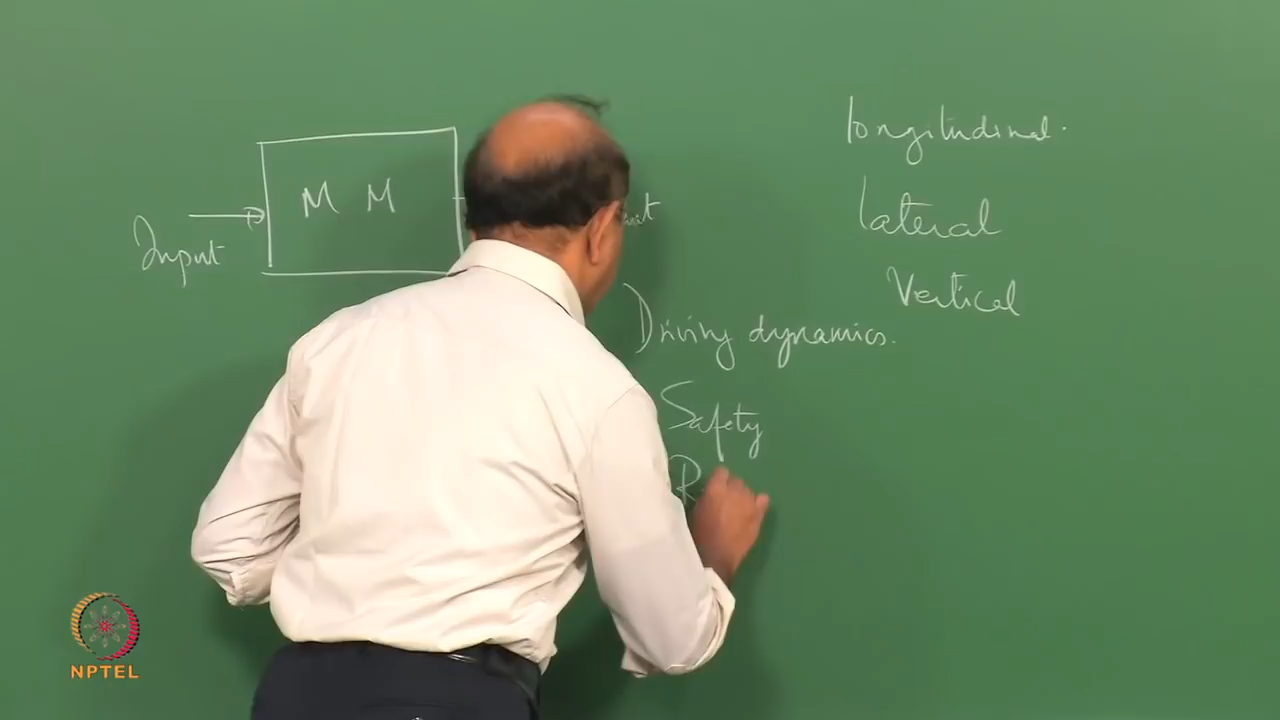 Input
M M
Driving dynamics.
Safety
R
longitudinal.
lateral
Vertical
NPTEL